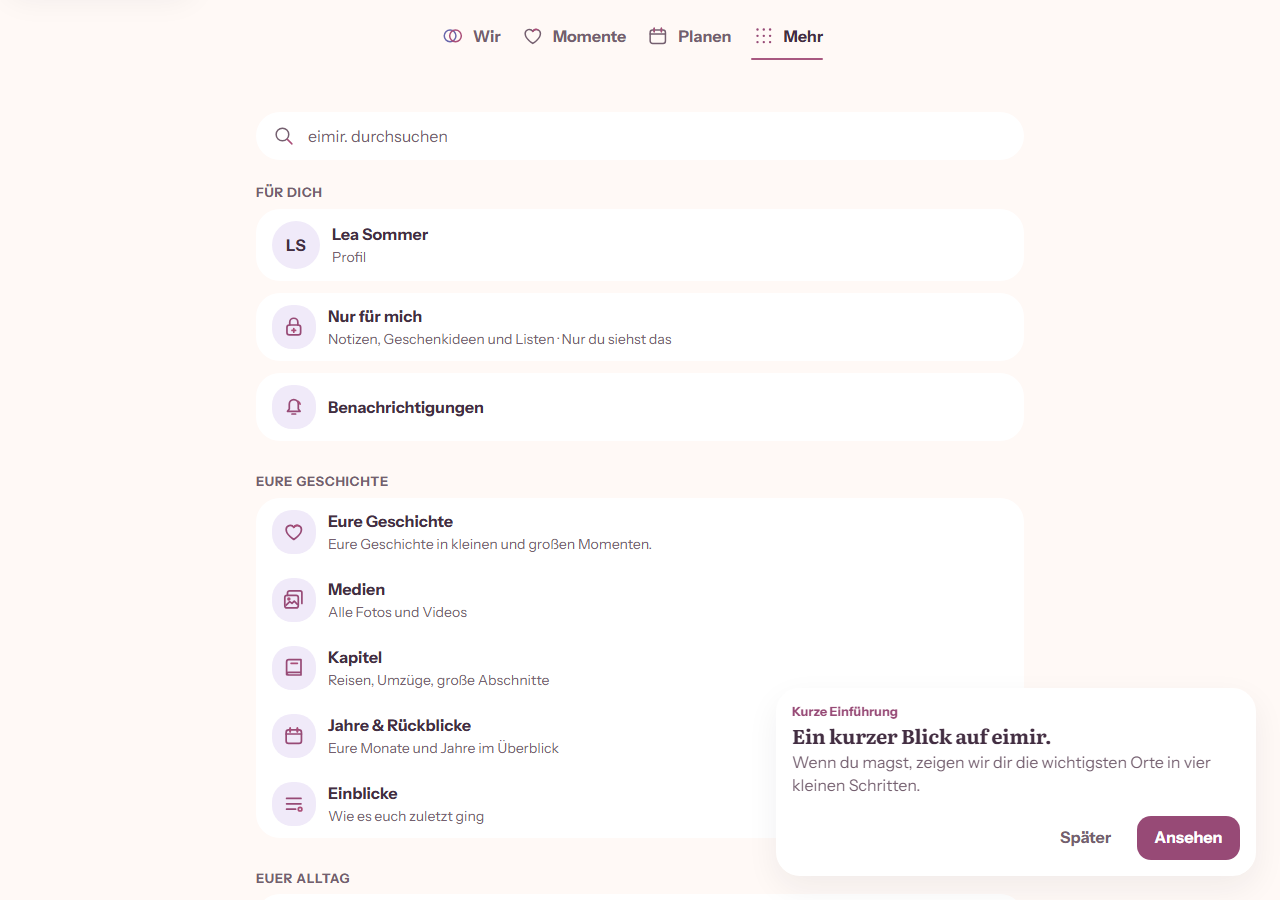 Wir
Momente
Planen
Mehr
eimir. durchsuchen
FÜR DICH
LS
Lea Sommer
Profil
Nur für mich
Notizen, Geschenkideen und Listen · Nur du siehst das
Benachrichtigungen
EURE GESCHICHTE
Eure Geschichte
Eure Geschichte in kleinen und großen Momenten.
Medien
Alle Fotos und Videos
Kapitel
Reisen, Umzüge, große Abschnitte
Jahre & Rückblicke
Eure Monate und Jahre im Überblick
Einblicke
Wie es euch zuletzt ging
EUER ALLTAG
Kurze Einführung
Ein kurzer Blick auf eimir.
Wenn du magst, zeigen wir dir die wichtigsten Orte in vier
kleinen Schritten.
Später
Ansehen